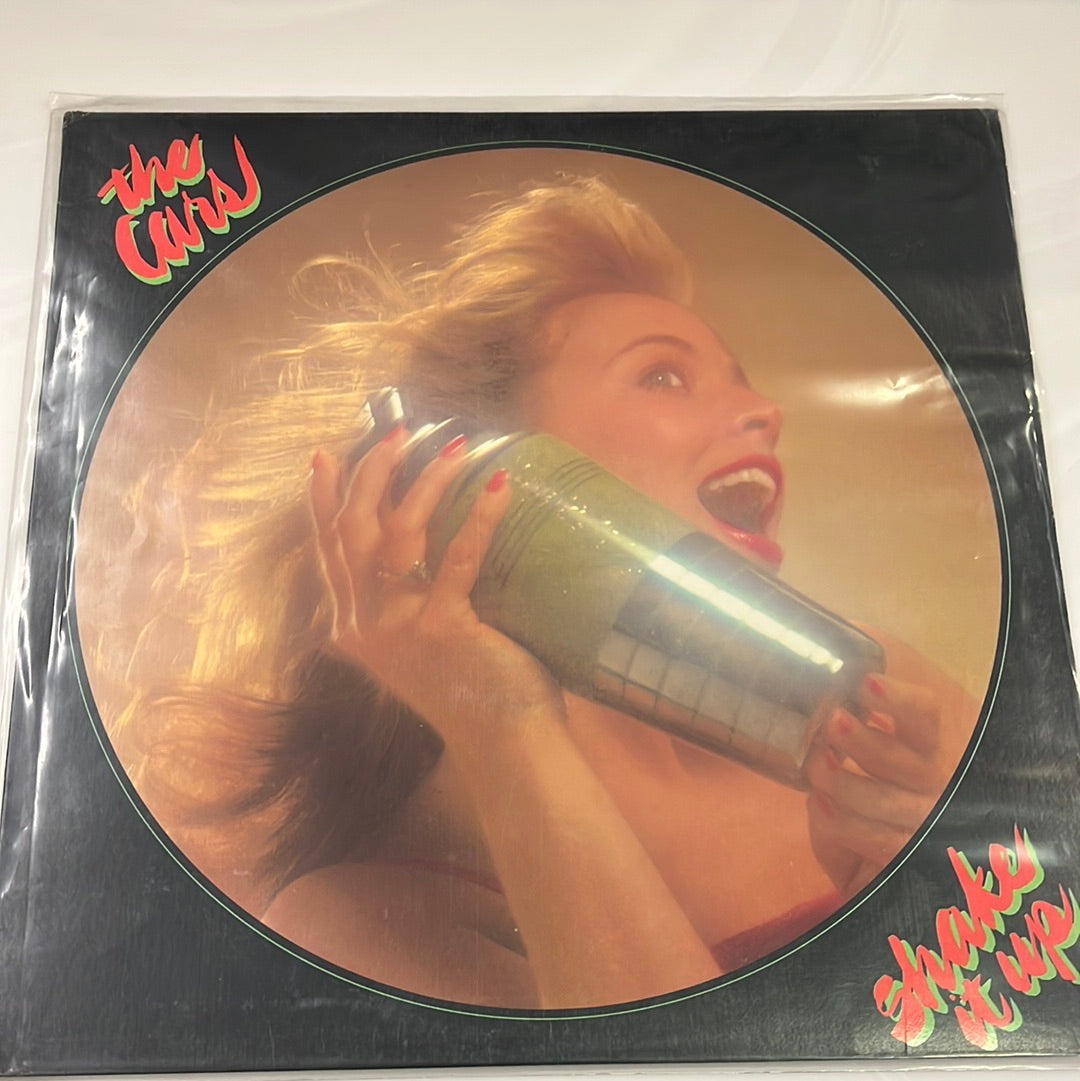 the
Cars
shake
it up